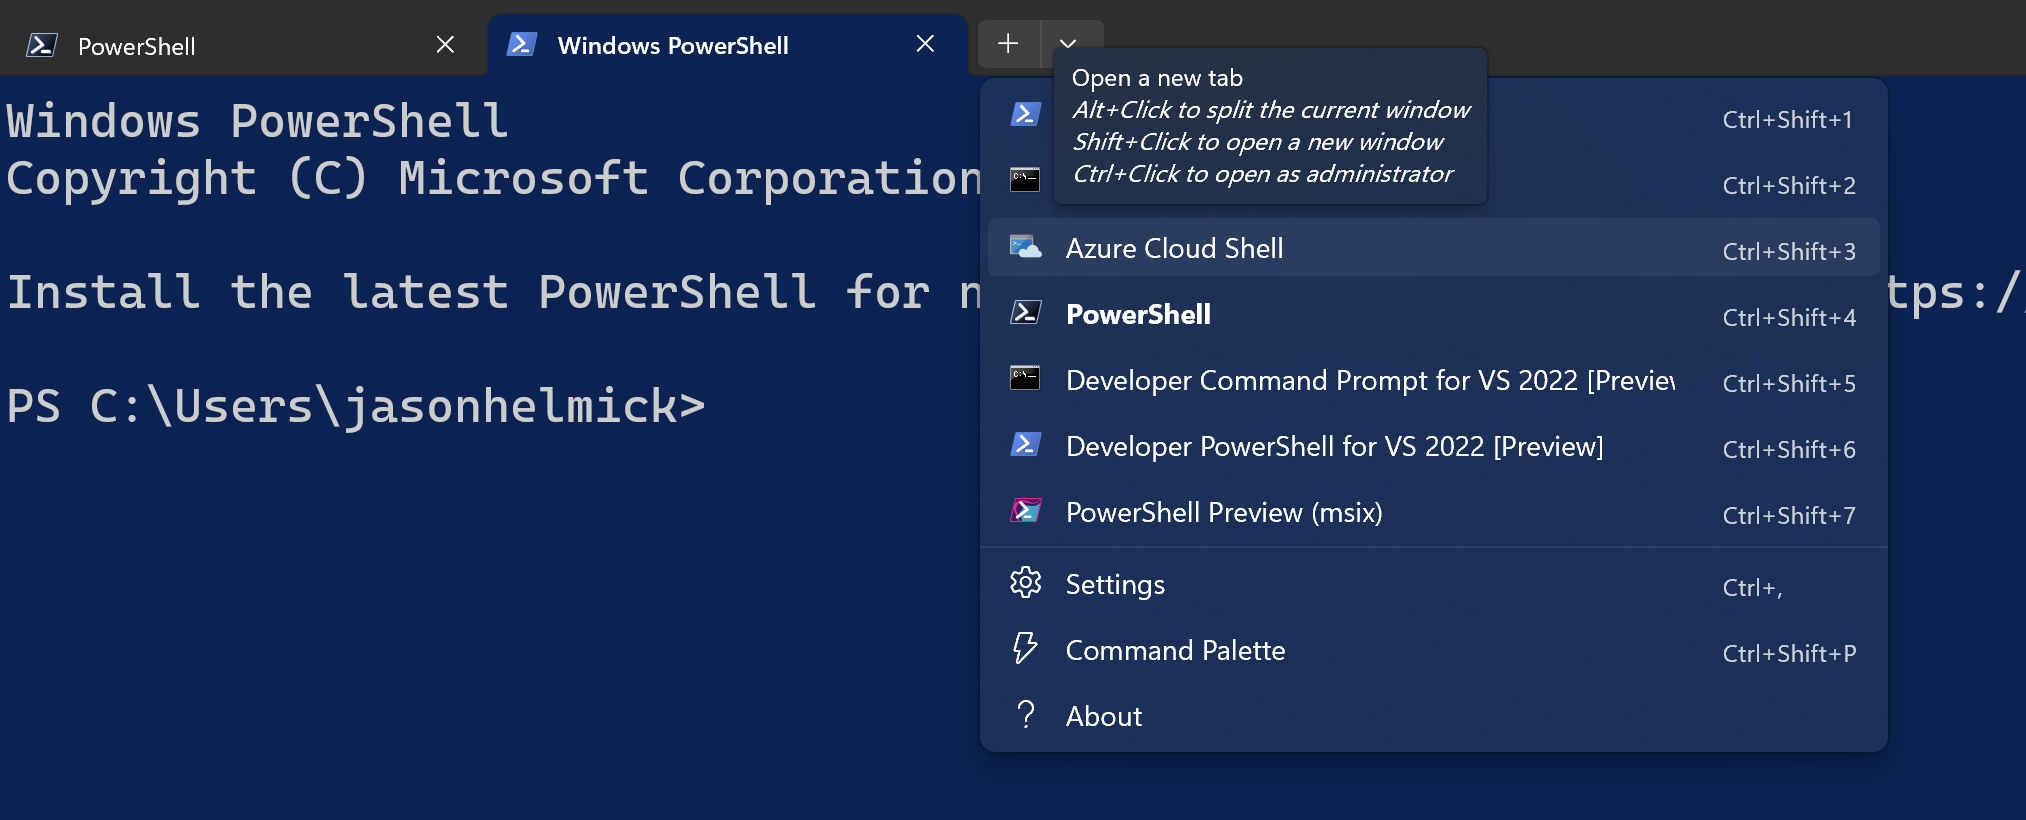 PowerShell
Windows PowerShell
Open a new tab
Alt+Click to split the current window
Shift+Click to open a new window
Ctrl+Click to open as administrator
Windows PowerShell
Copyright (C) Microsoft Corporation
Install the latest PowerShell for n
tps:/
PS C:\Users\jasonhelmick>
Ctrl+Shift+1
Ctrl+Shift+2
Azure Cloud Shell Ctrl+Shift+3
PowerShell Ctrl+Shift+4
Developer Command Prompt for VS 2022 [Preview Ctrl+Shift+5
Developer PowerShell for VS 2022 [Preview] Ctrl+Shift+6
PowerShell Preview (msix) Ctrl+Shift+7
Settings Ctrl+,
Command Palette Ctrl+Shift+P
About